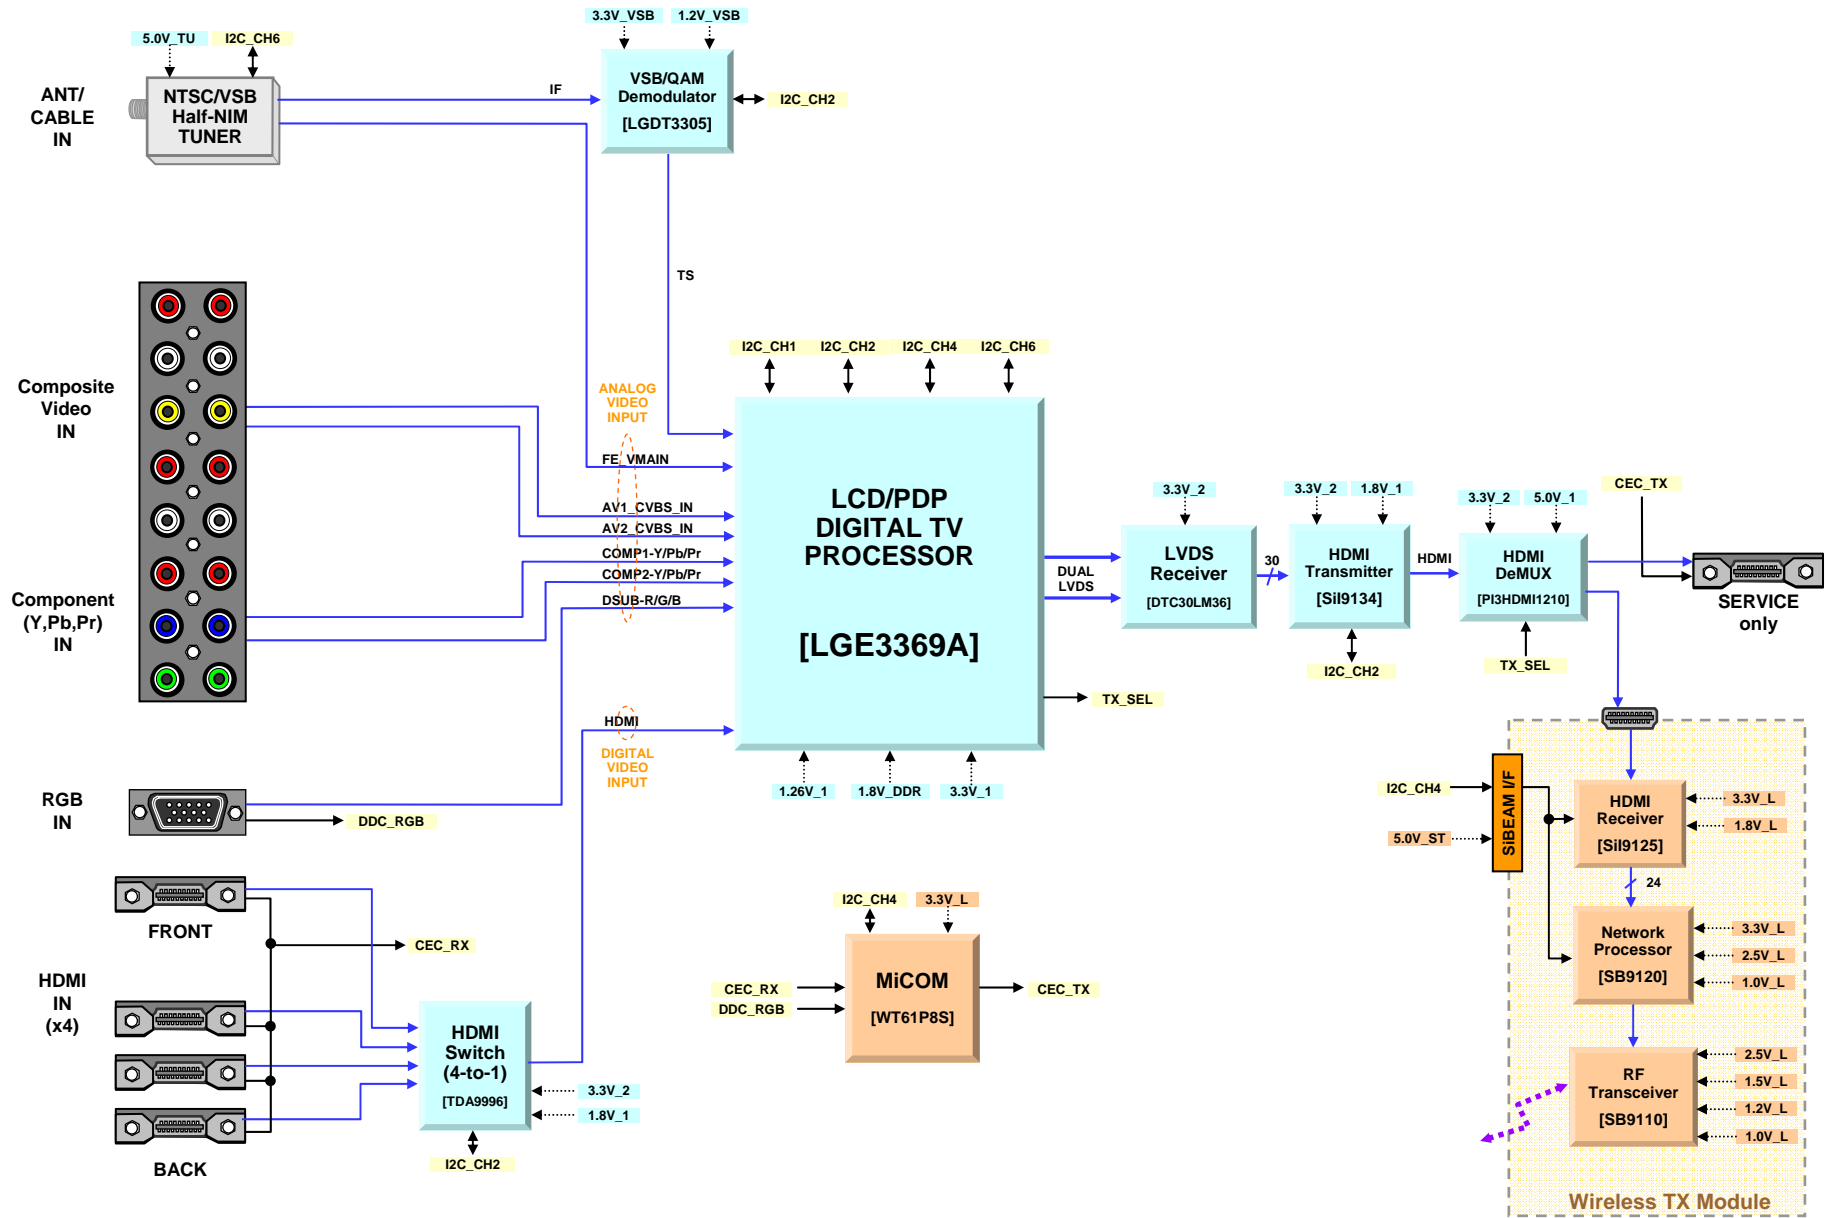 3.3V_VSB
1.2V_VSB
5.0V_TU
I2C_CH6
ANT/
CABLE
IN
NTSC/VSB
Half-NIM
TUNER
IF
VSB/QAM
Demodulator
[LGDT3305]
I2C_CH2
TS
Composite
Video
IN
Component
(Y,Pb,Pr)
IN
ANALOG
VIDEO
INPUT
FE_VMAIN
AV1_CVBS_IN
AV2_CVBS_IN
COMP1-Y/Pb/Pr
COMP2-Y/Pb/Pr
DSUB-R/G/B
HDMI
DIGITAL
VIDEO
INPUT
I2C_CH1
I2C_CH2
I2C_CH4
I2C_CH6
LCD/PDP
DIGITAL TV
PROCESSOR
[LGE3369A]
TX_SEL
1.26V_1
1.8V_DDR
3.3V_1
DUAL
LVDS
3.3V_2
LVDS
Receiver
[DTC30LM36]
30
3.3V_2
1.8V_1
HDMI
Transmitter
[SiI9134]
I2C_CH2
HDMI
3.3V_2
5.0V_1
HDMI
DeMUX
[PI3HDMI1210]
TX_SEL
CEC_TX
SERVICE
only
RGB
IN
DDC_RGB
FRONT
HDMI
IN
(x4)
BACK
CEC_RX
HDMI
Switch
(4-to-1)
[TDA9996]
3.3V_2
1.8V_1
I2C_CH2
I2C_CH4
3.3V_L
CEC_RX
DDC_RGB
MiCOM
[WT61P8S]
CEC_TX
I2C_CH4
5.0V_ST
SiBEAM I/F
HDMI
Receiver
[SiI9125]
3.3V_L
1.8V_L
24
Network
Processor
[SB9120]
3.3V_L
2.5V_L
1.0V_L
RF
Transceiver
[SB9110]
2.5V_L
1.5V_L
1.2V_L
1.0V_L
Wireless TX Module